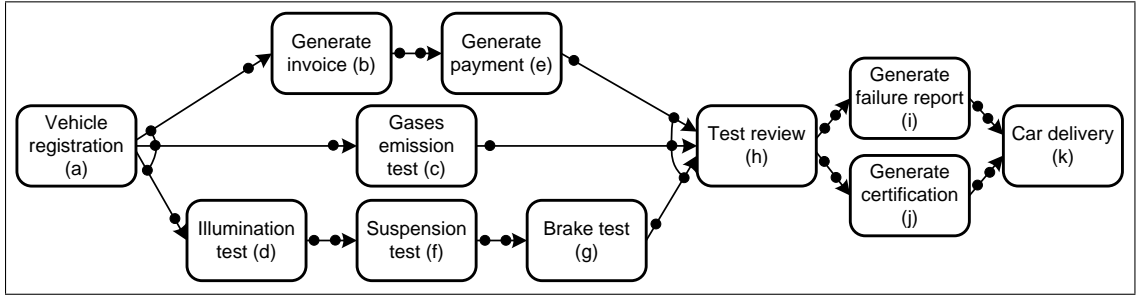 Generate
invoice (b)
Generate
payment (e)
Vehicle
registration
(a)
Gases
emission
test (c)
Illumination
test (d)
Suspension
test (f)
Brake test
(g)
Test review
(h)
Generate
failure report
(i)
Generate
certification
(j)
Car delivery
(k)